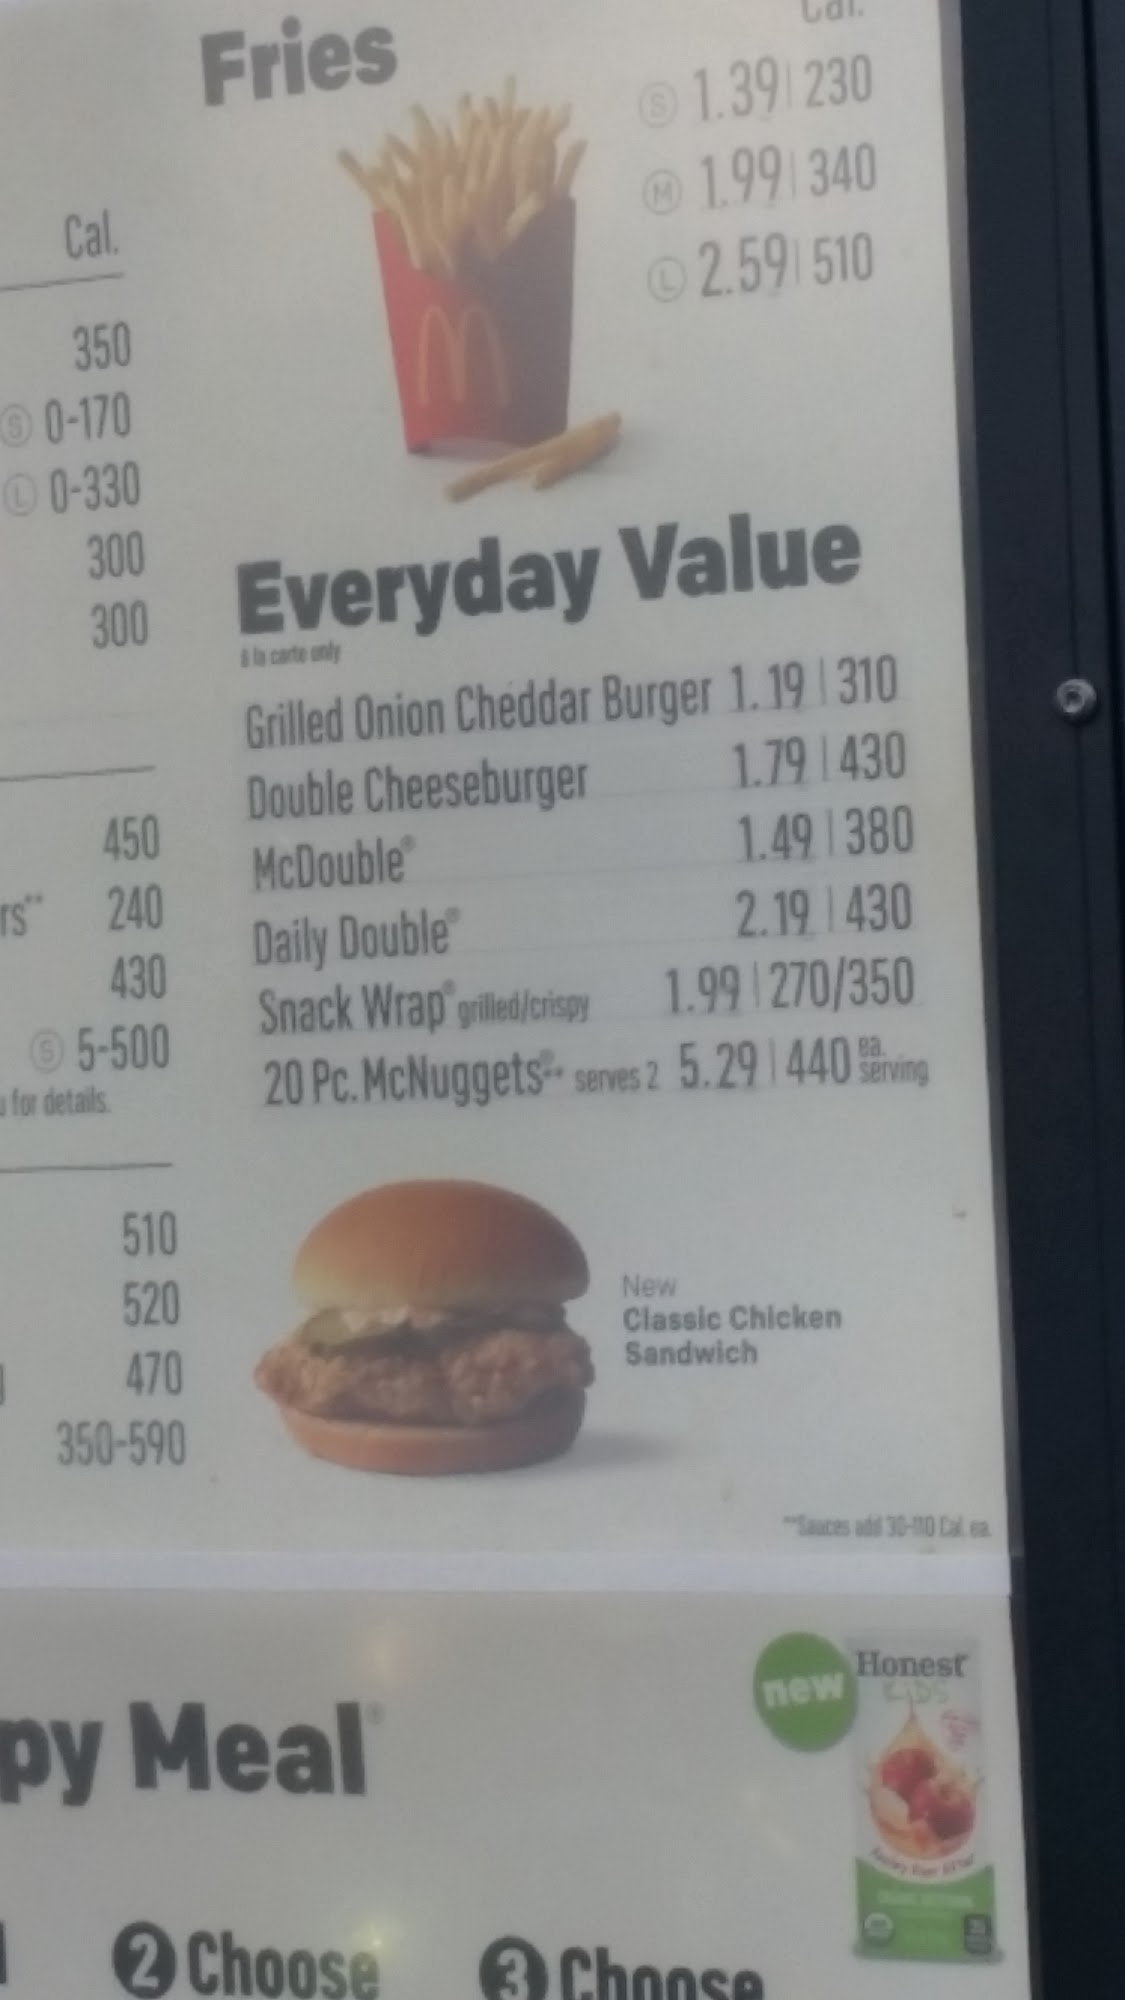 Fries
Cal.
S 1.39 | 230
M 1.99 | 340
L 2.59 | 510
Cal.
350
S 0-170
L 0-330
300
300
450
rs** 240
430
S 5-500
for details.
510
520
470
350-590
Everyday Value
à la carte only
Grilled Onion Cheddar Burger 1.19 | 310
Double Cheeseburger 1.79 | 430
McDouble® 1.49 | 380
Daily Double® 2.19 | 430
Snack Wrap® grilled/crispy 1.99 | 270/350
20 Pc. McNuggets®** serves 2 5.29 | 440 ea. serving
New
Classic Chicken
Sandwich
**Sauces add 30-110 Cal. ea.
py Meal®
new
Honest
KIDS
2 Choose
3 Choose